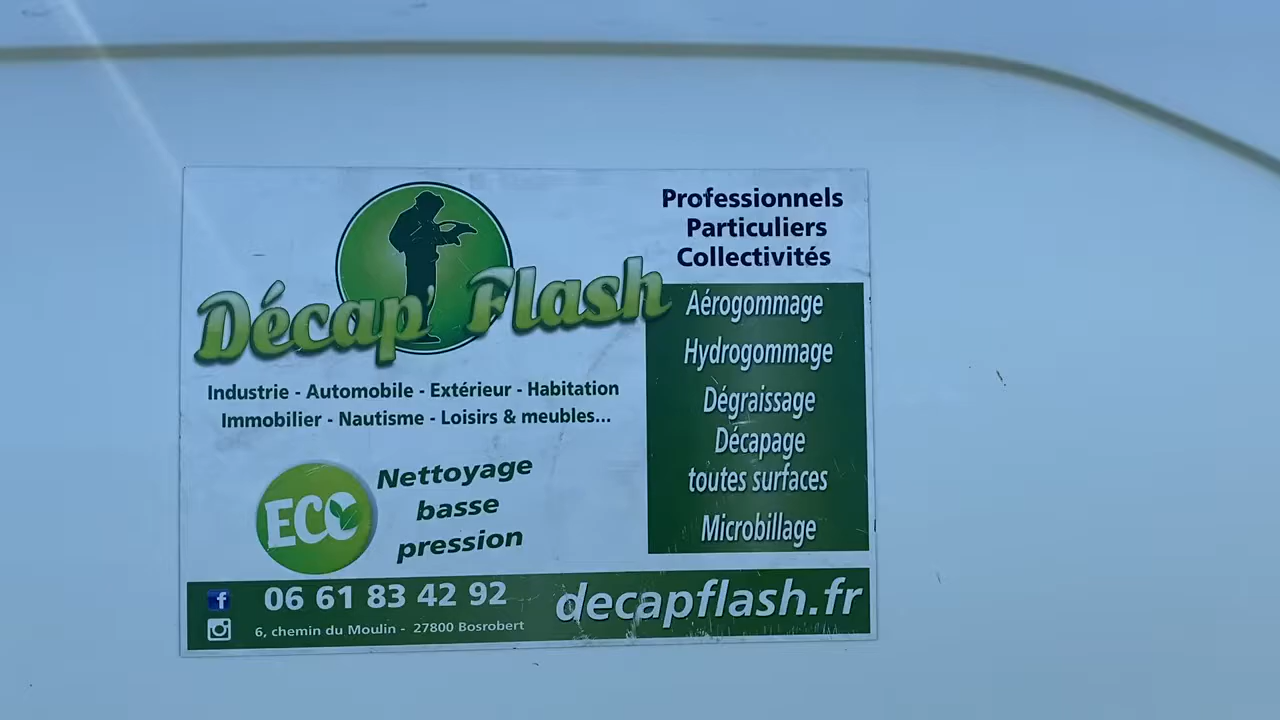 Décap' Flash
Industrie - Automobile - Extérieur - Habitation
Immobilier - Nautisme - Loisirs & meubles...
ECO
Nettoyage
basse
pression
Professionnels
Particuliers
Collectivités
Aérogommage
Hydrogommage
Dégraissage
Décapage
toutes surfaces
Microbillage
f 06 61 83 42 92
6, chemin du Moulin - 27800 Bosrobert
decapflash.fr